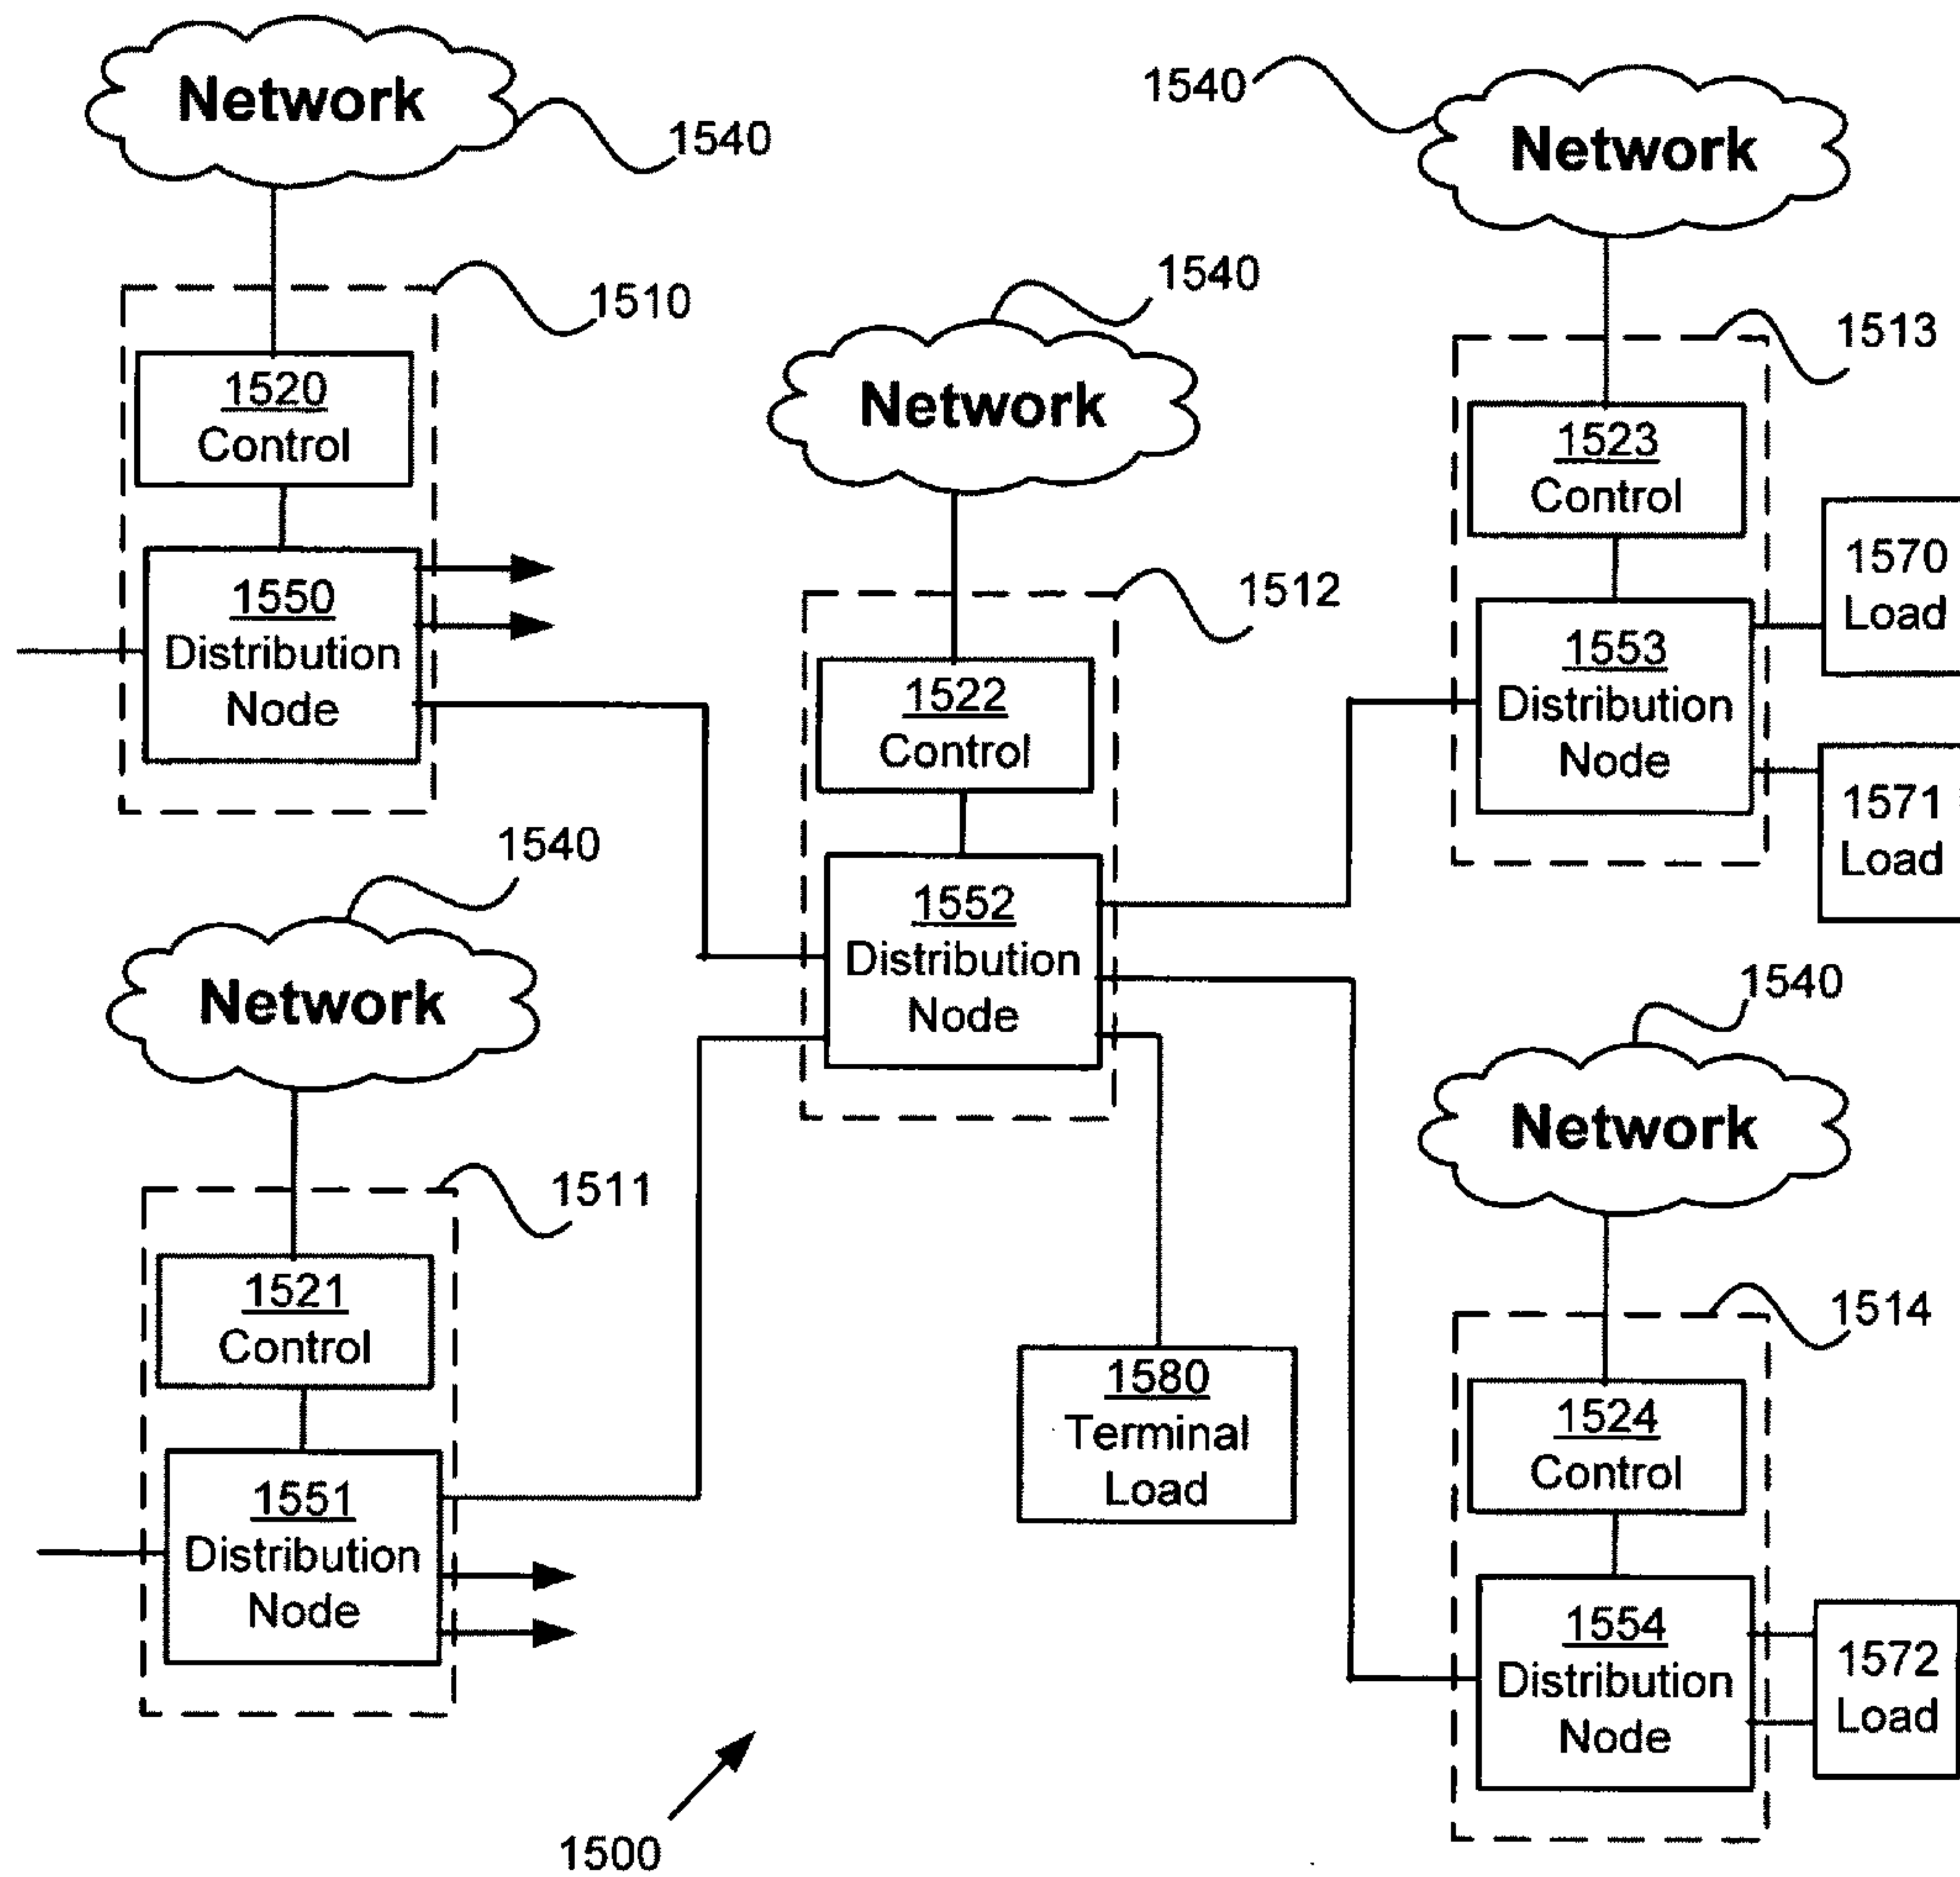 Network
1540
1510
1520
Control
1550
Distribution
Node
1540
Network
1513
1523
Control
1553
Distribution
Node
1570
Load
1571
Load
1540
Network
1512
1522
Control
1552
Distribution
Node
1540
Network
1511
1521
Control
1551
Distribution
Node
1580
Terminal
Load
1540
Network
1514
1524
Control
1554
Distribution
Node
1572
Load
1500